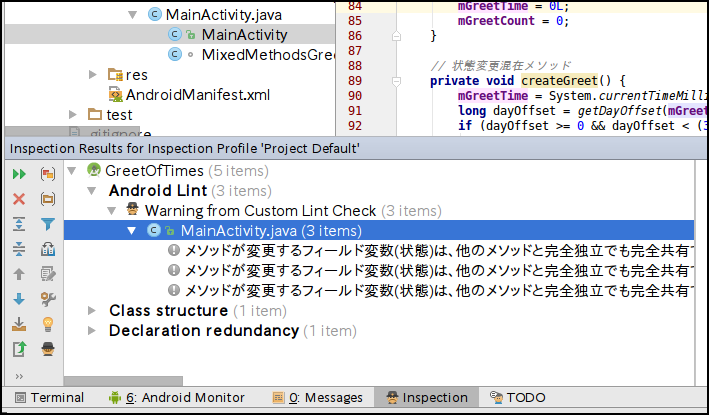 MainActivity.java
MainActivity
MixedMethodsGree
res
AndroidManifest.xml
test
.gitignore
84 mGreetTime = 0L;
85 mGreetCount = 0;
86 }
87
88 // 状態変更混在メソッド
89 private void createGreet() {
90 mGreetTime = System.currentTimeMilli
91 long dayOffset = getDayOffset(mGreet
92 if (dayOffset >= 0 && dayOffset < (3
Inspection Results for Inspection Profile 'Project Default'
GreetOfTimes (5 items)
Android Lint (3 items)
Warning from Custom Lint Check (3 items)
MainActivity.java (3 items)
メソッドが変更するフィールド変数(状態)は、他のメソッドと完全独立でも完全共有で
メソッドが変更するフィールド変数(状態)は、他のメソッドと完全独立でも完全共有で
メソッドが変更するフィールド変数(状態)は、他のメソッドと完全独立でも完全共有で
Class structure (1 item)
Declaration redundancy (1 item)
Terminal 6: Android Monitor 0: Messages Inspection TODO